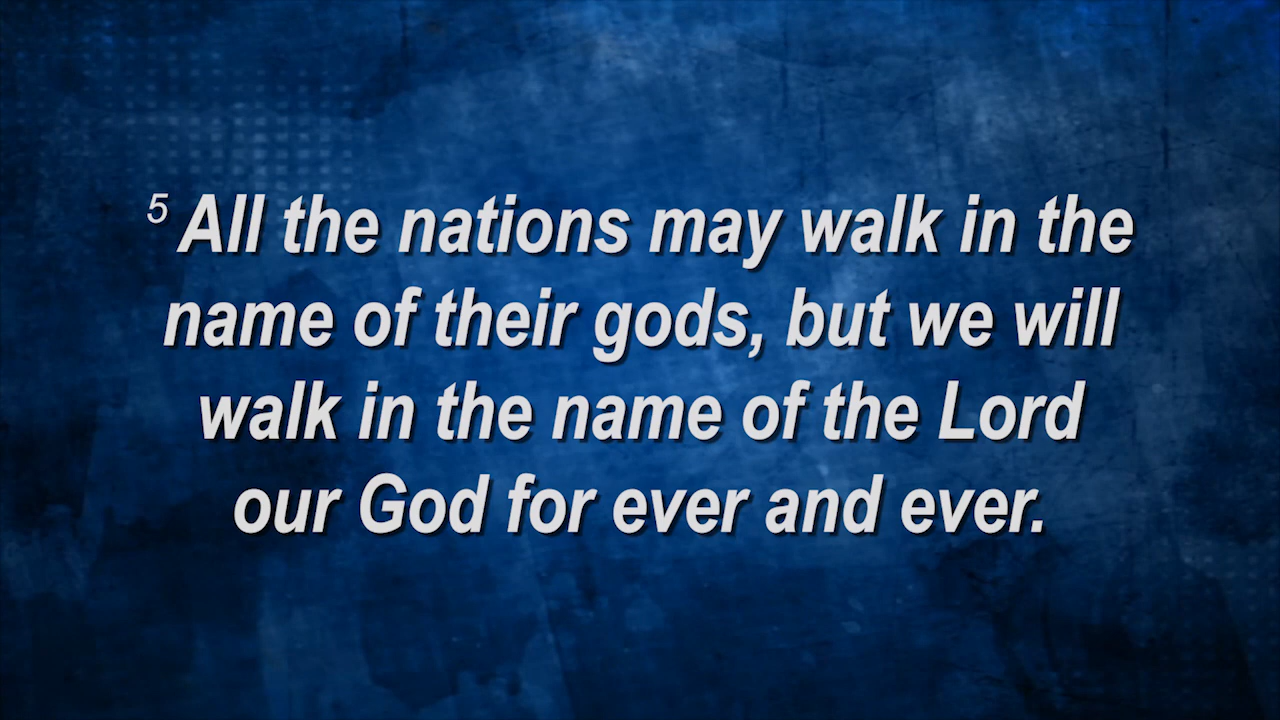 5 All the nations may walk in the
name of their gods, but we will
walk in the name of the Lord
our God for ever and ever.